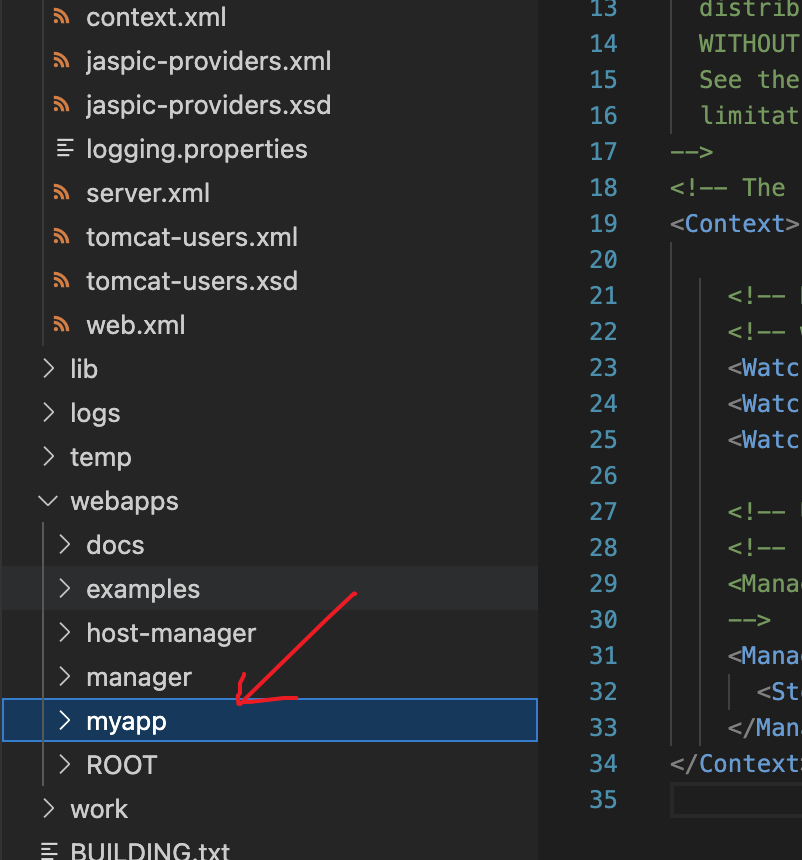 context.xml
jaspic-providers.xml
jaspic-providers.xsd
logging.properties
server.xml
tomcat-users.xml
tomcat-users.xsd
web.xml
lib
logs
temp
webapps
docs
examples
host-manager
manager
myapp
ROOT
work
BUILDING.txt
13 distrib
14 WITHOUT
15 See the
16 limitat
17 -->
18 <!-- The
19 <Context>
20
21 <!--
22 <!--
23 <Watc
24 <Watc
25 <Watc
26
27 <!--
28 <!--
29 <Mana
30 -->
31 <Mana
32 <St
33 </Man
34 </Context
35